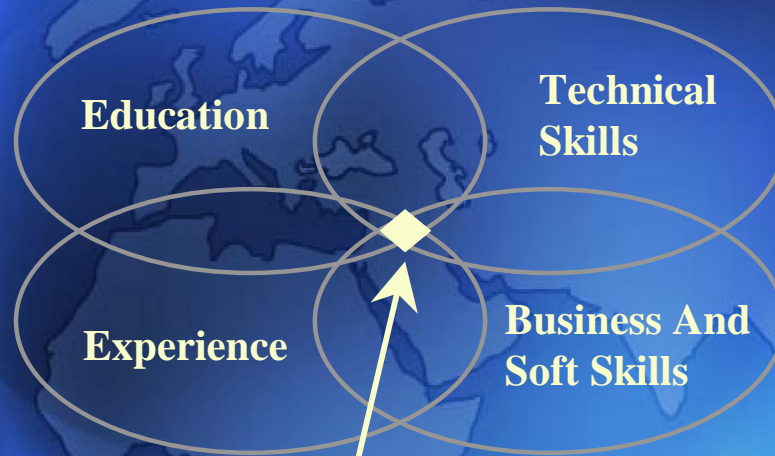 Education
Technical
Skills
Experience
Business And
Soft Skills